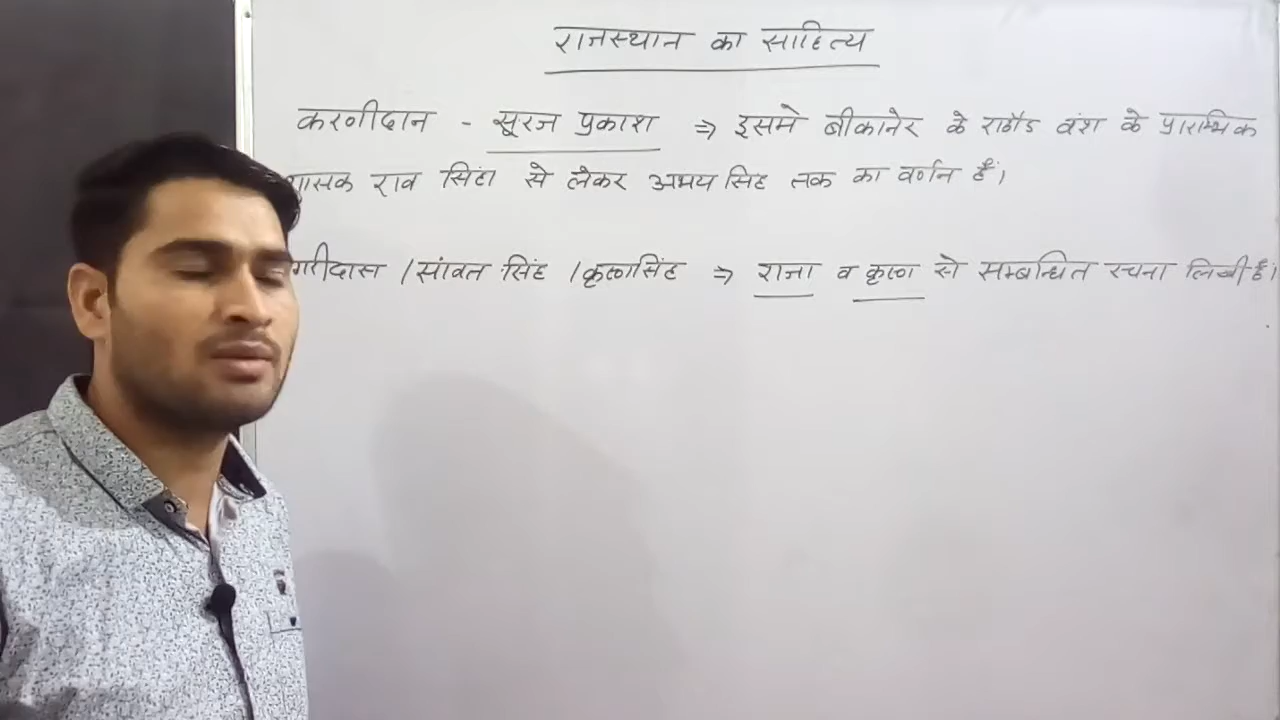 राजस्थान का साहित्य
करणीदान - सूरज प्रकाश ⇒ इसमे बीकानेर के राठौड वंश के प्रारम्भिक
शासक राव सिंहा से लेकर अभय सिंह तक का वर्णन हैं।
गरीदास / सांवत सिंह / कृष्णसिंह ⇒ राजा व कृष्ण से सम्बन्धित रचना लिखी हैं।